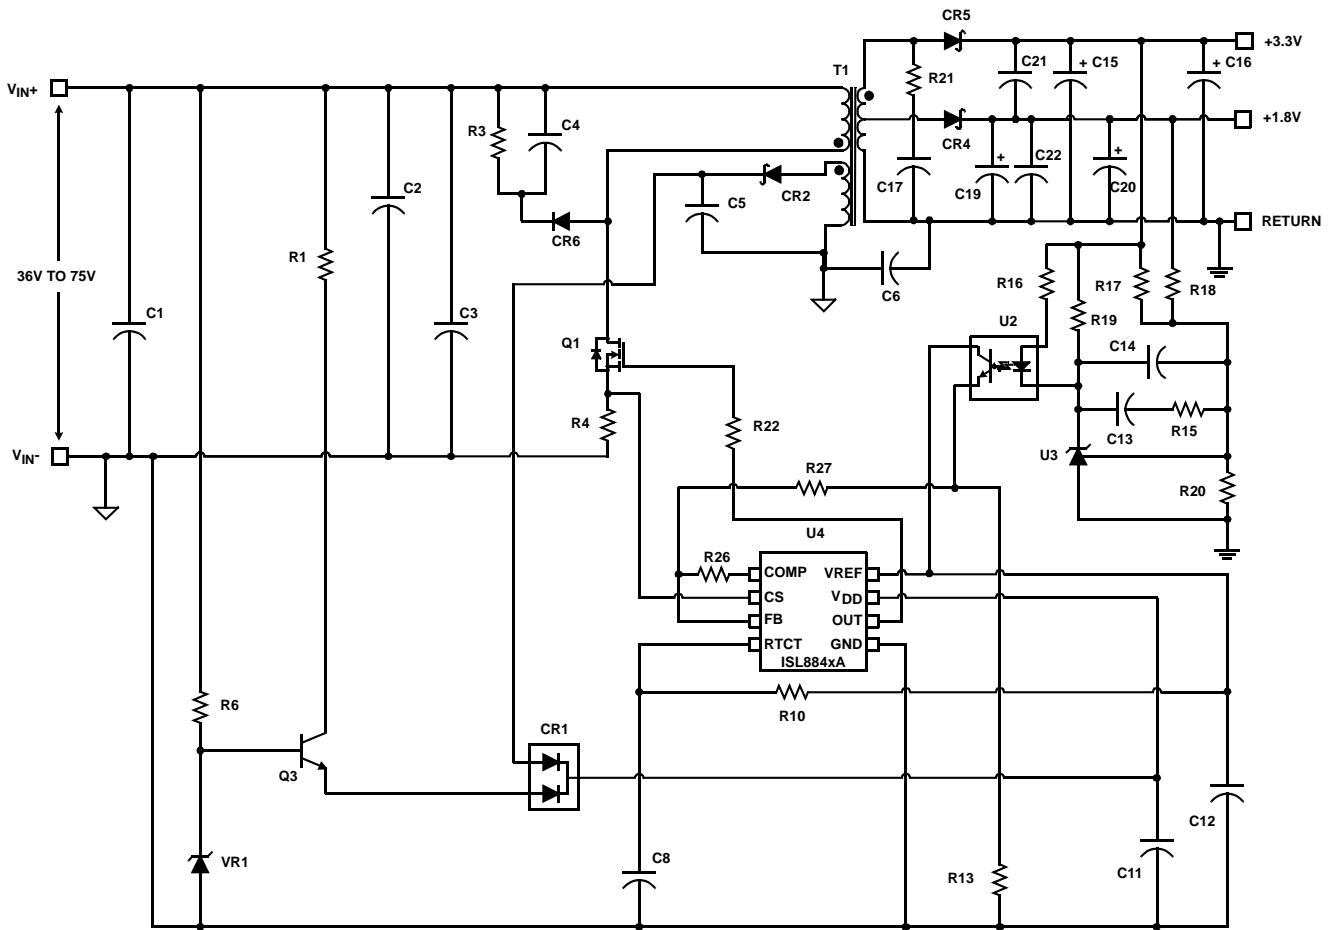 CR5
+3.3V
T1
R21
C21
+
C15
+
C16
VIN+
R3
C4
CR4
+1.8V
C17
+
C19
C22
+
C20
C2
C5
CR2
CR6
RETURN
R1
36V TO 75V
C6
R16
R17
R18
C1
C3
U2
R19
Q1
C14
R4
R22
C13
R15
VIN-
U3
R27
R20
U4
R26
COMP
VREF
CS
VDD
FB
OUT
RTCT
GND
ISL884xA
R6
R10
CR1
Q3
C12
VR1
C8
R13
C11